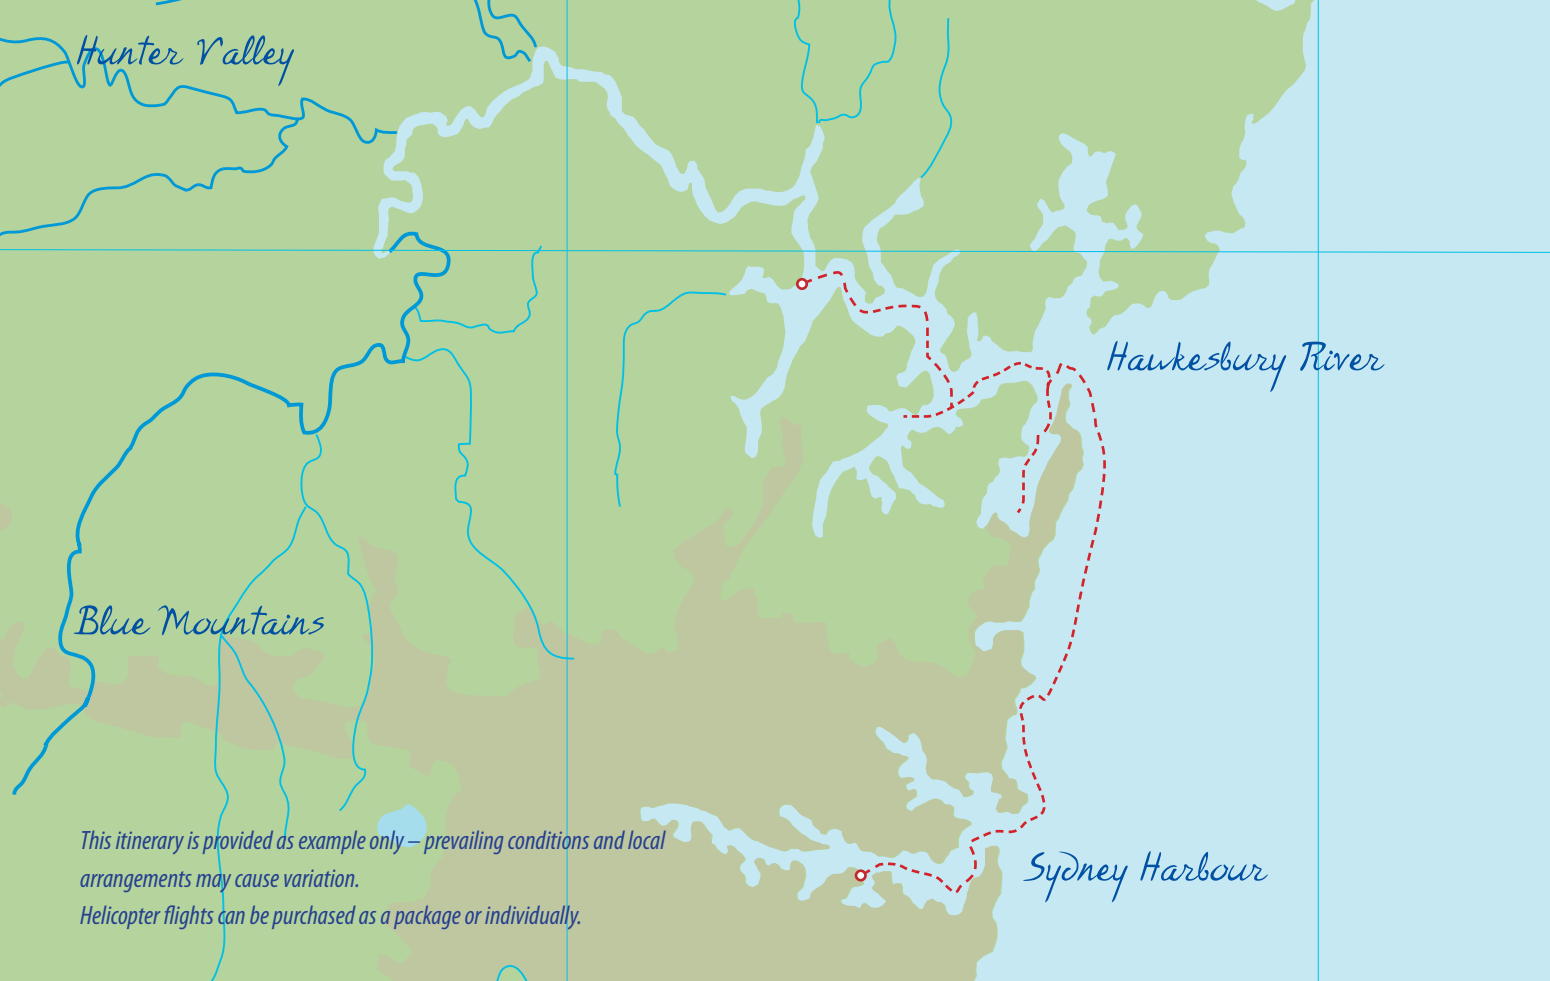 Hunter Valley
Hawkesbury River
Blue Mountains
This itinerary is provided as example only – prevailing conditions and local
arrangements may cause variation.
Helicopter flights can be purchased as a package or individually.
Sydney Harbour